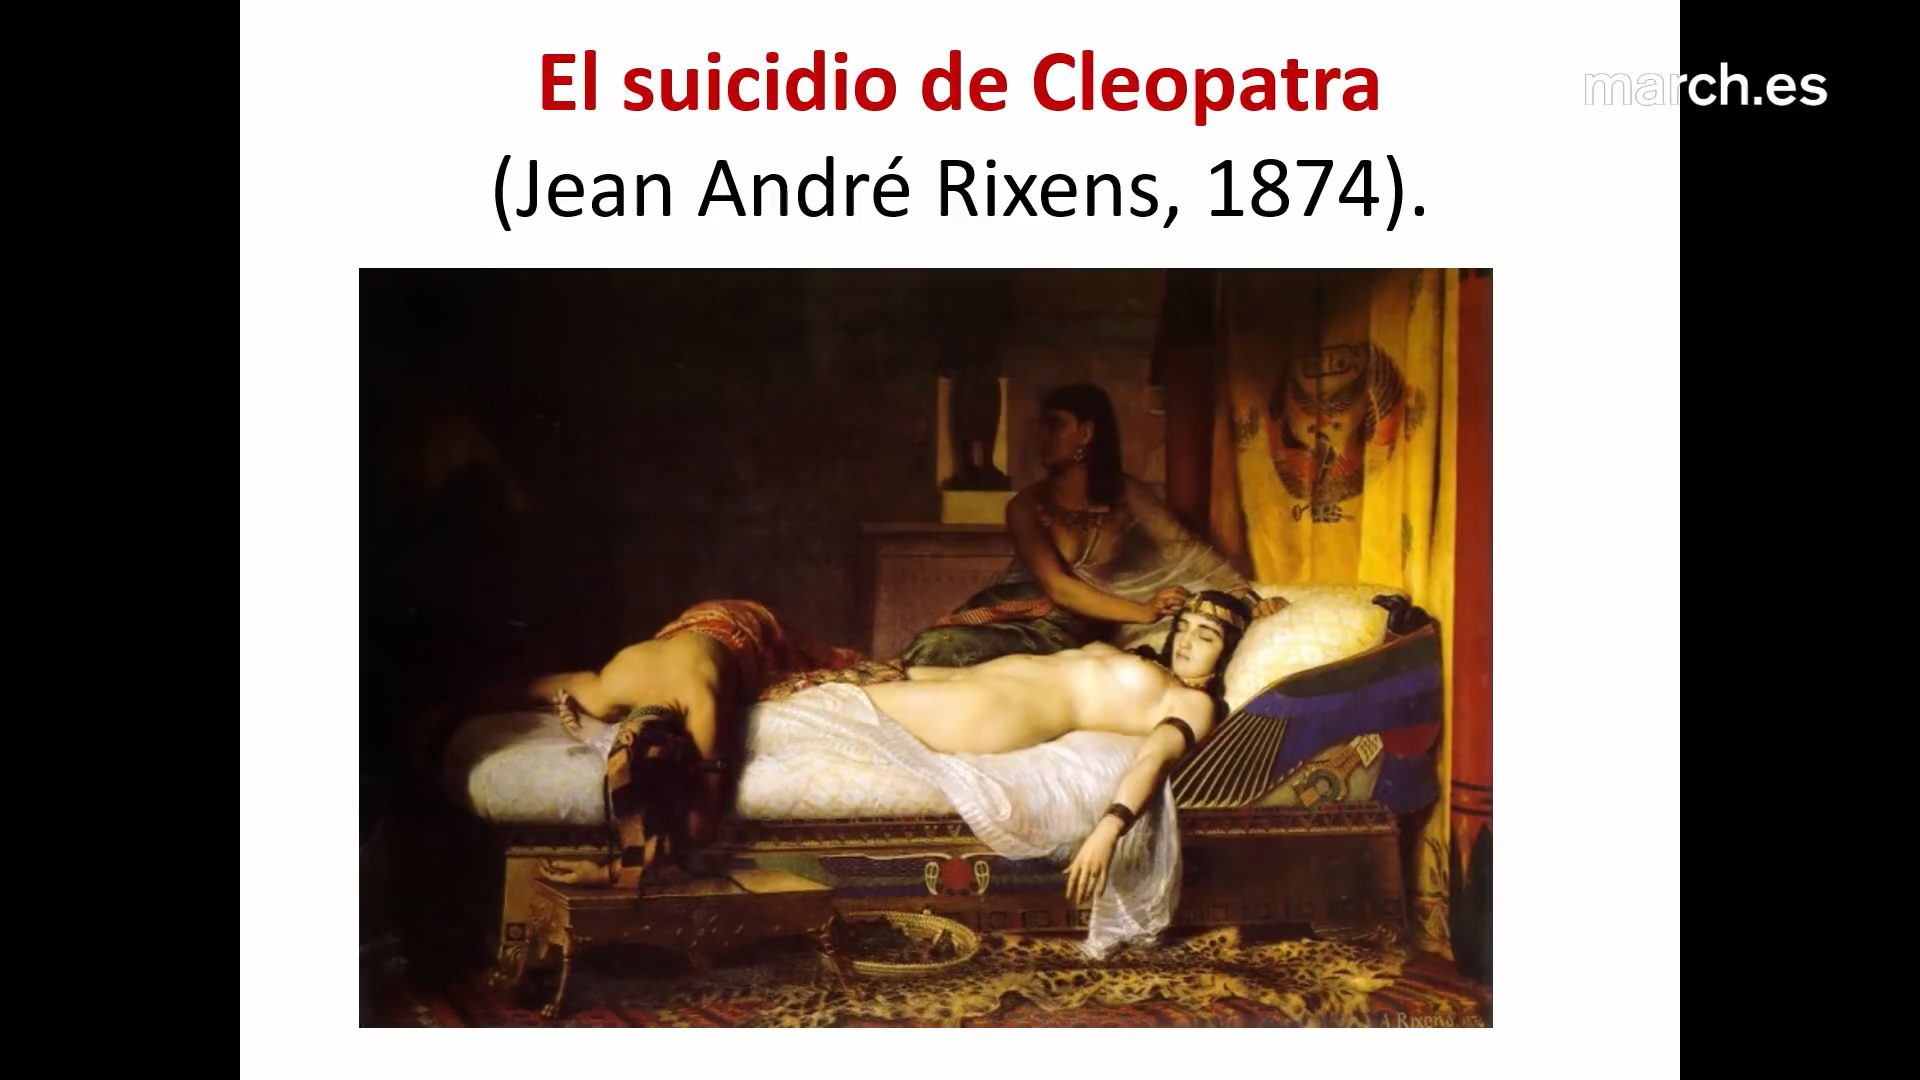 El suicidio de Cleopatra
march.es
(Jean André Rixens, 1874).
A Rixens 1874